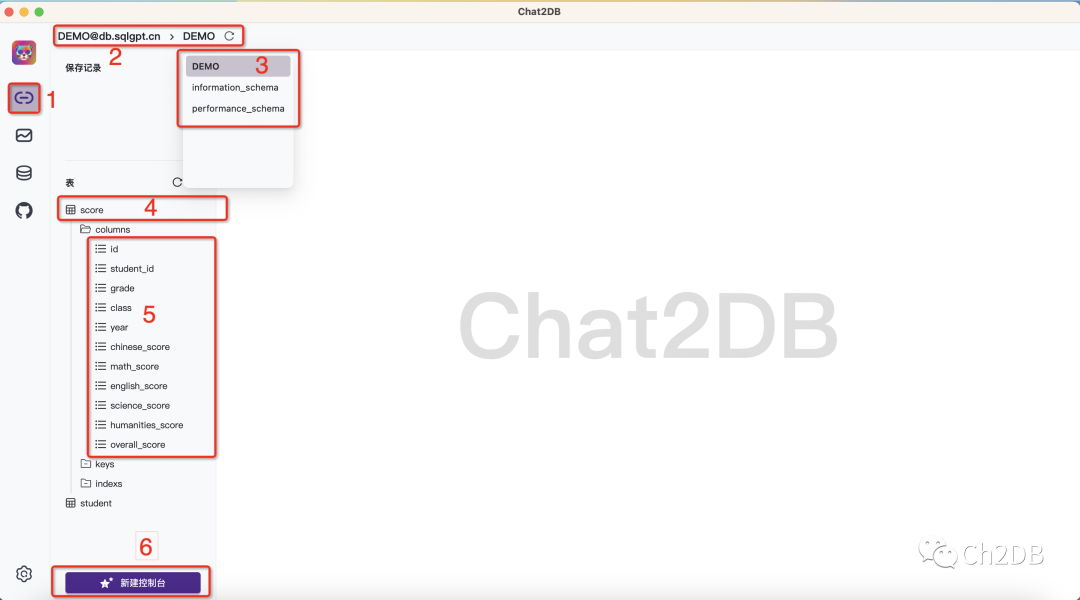 Chat2DB
DEMO@db.sqlgpt.cn > DEMO
2
保存记录
DEMO
3
information_schema
performance_schema
1
表
score
4
columns
id
student_id
grade
class
5
year
chinese_score
math_score
english_score
science_score
humanities_score
overall_score
keys
indexs
student
6
新建控制台
Chat2DB
Ch2DB